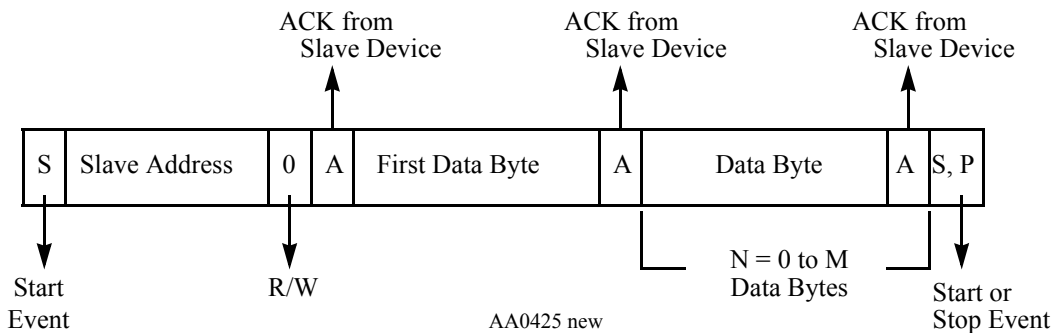 ACK from
Slave Device
ACK from
Slave Device
ACK from
Slave Device
S Slave Address 0 A First Data Byte A Data Byte A S, P
N = 0 to M
Data Bytes
Start
Event
R/W
Start or
Stop Event
AA0425 new